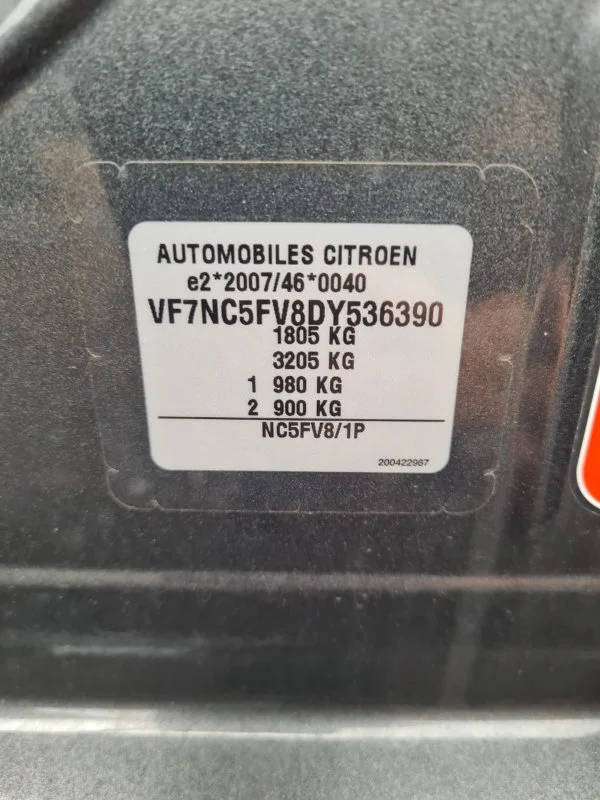 AUTOMOBILES CITROEN
e2*2007/46*0040
VF7NC5FV8DY536390
1805 KG
3205 KG
1 980 KG
2 900 KG
NC5FV8/1P
200422967